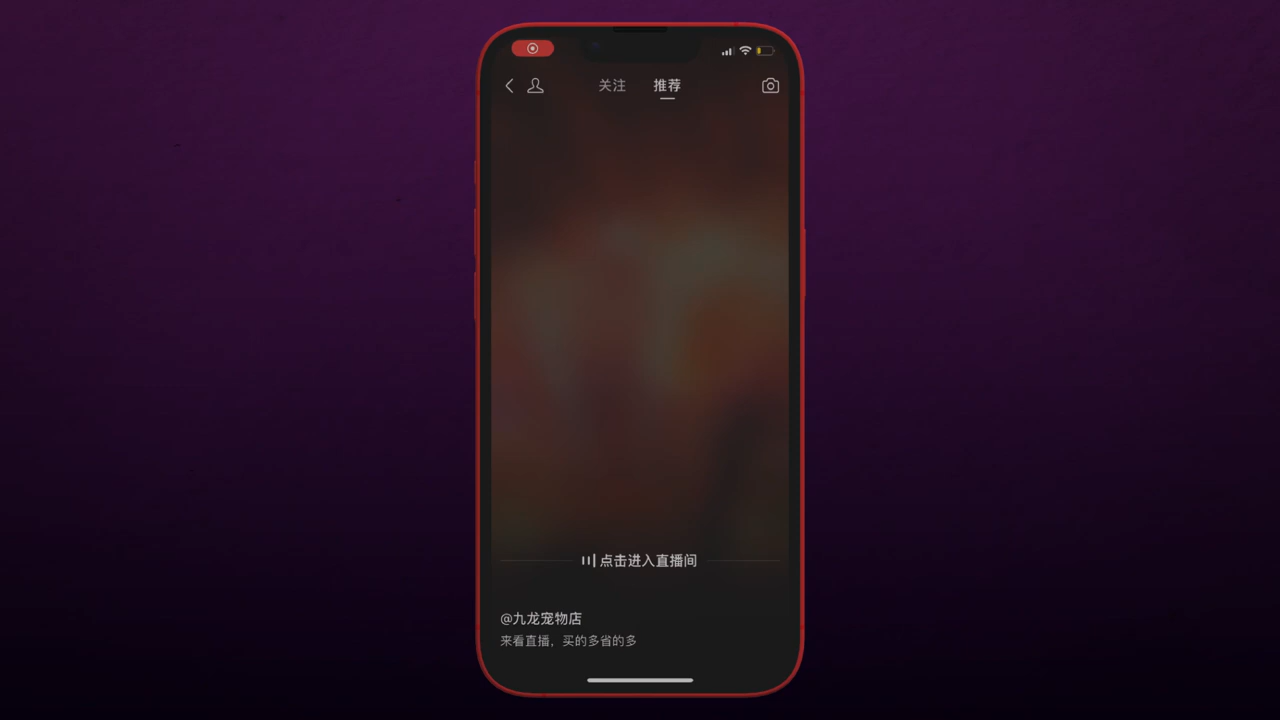 关注 推荐
点击进入直播间
@九龙宠物店
来看直播，买的多省的多